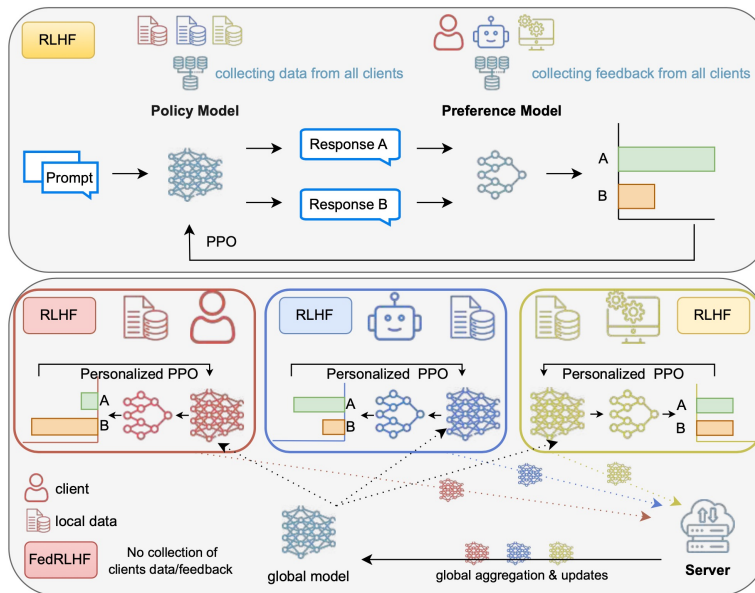 RLHF
collecting data from all clients
collecting feedback from all clients
Policy Model
Preference Model
Prompt
Response A
Response B
A
B
PPO
RLHF
RLHF
RLHF
Personalized PPO
Personalized PPO
Personalized PPO
A
B
A
B
A
B
client
local data
FedRLHF
No collection of
clients data/feedback
global model
global aggregation & updates
Server